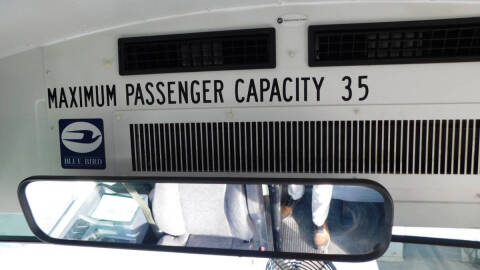 MAXIMUM PASSENGER CAPACITY 35
BLUE BIRD